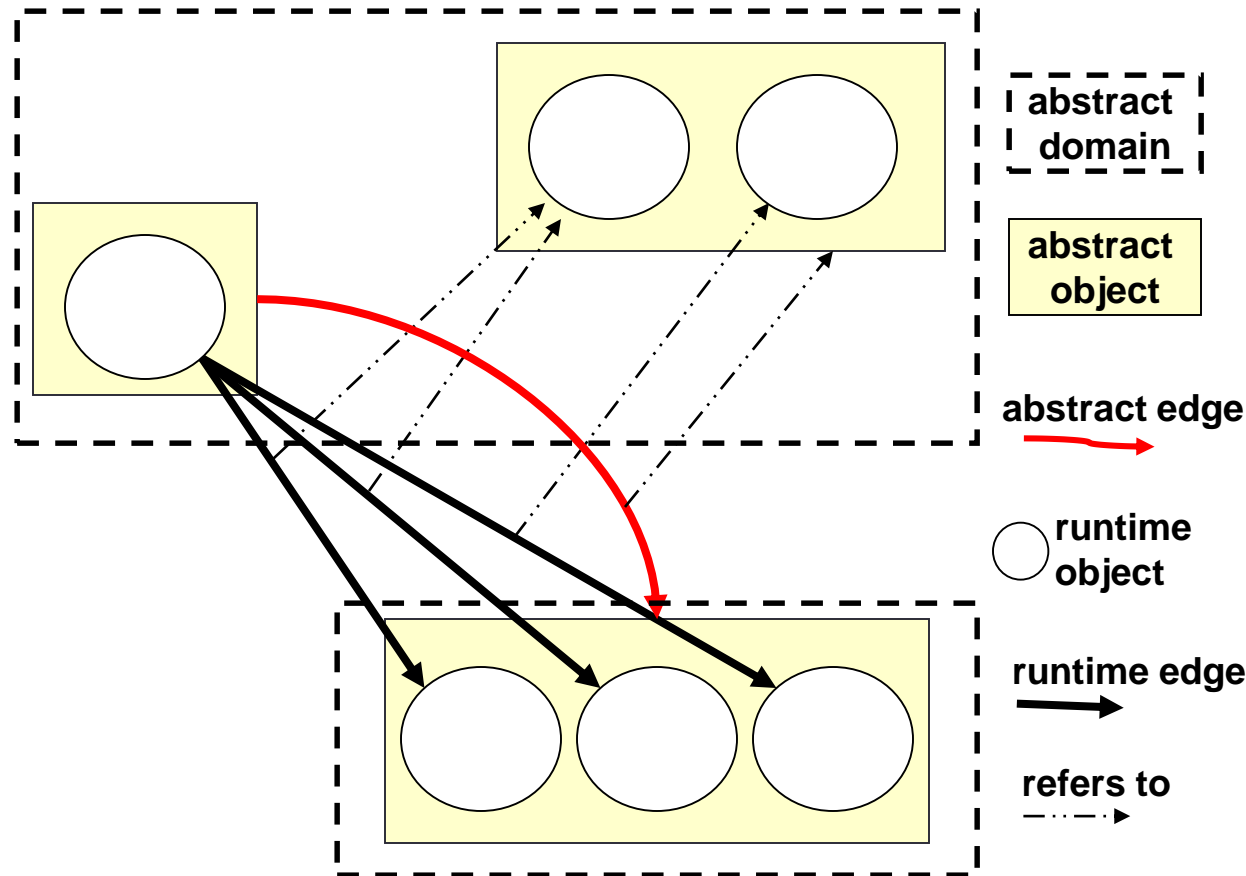 abstract
domain
abstract
object
abstract edge
runtime
object
runtime edge
refers to